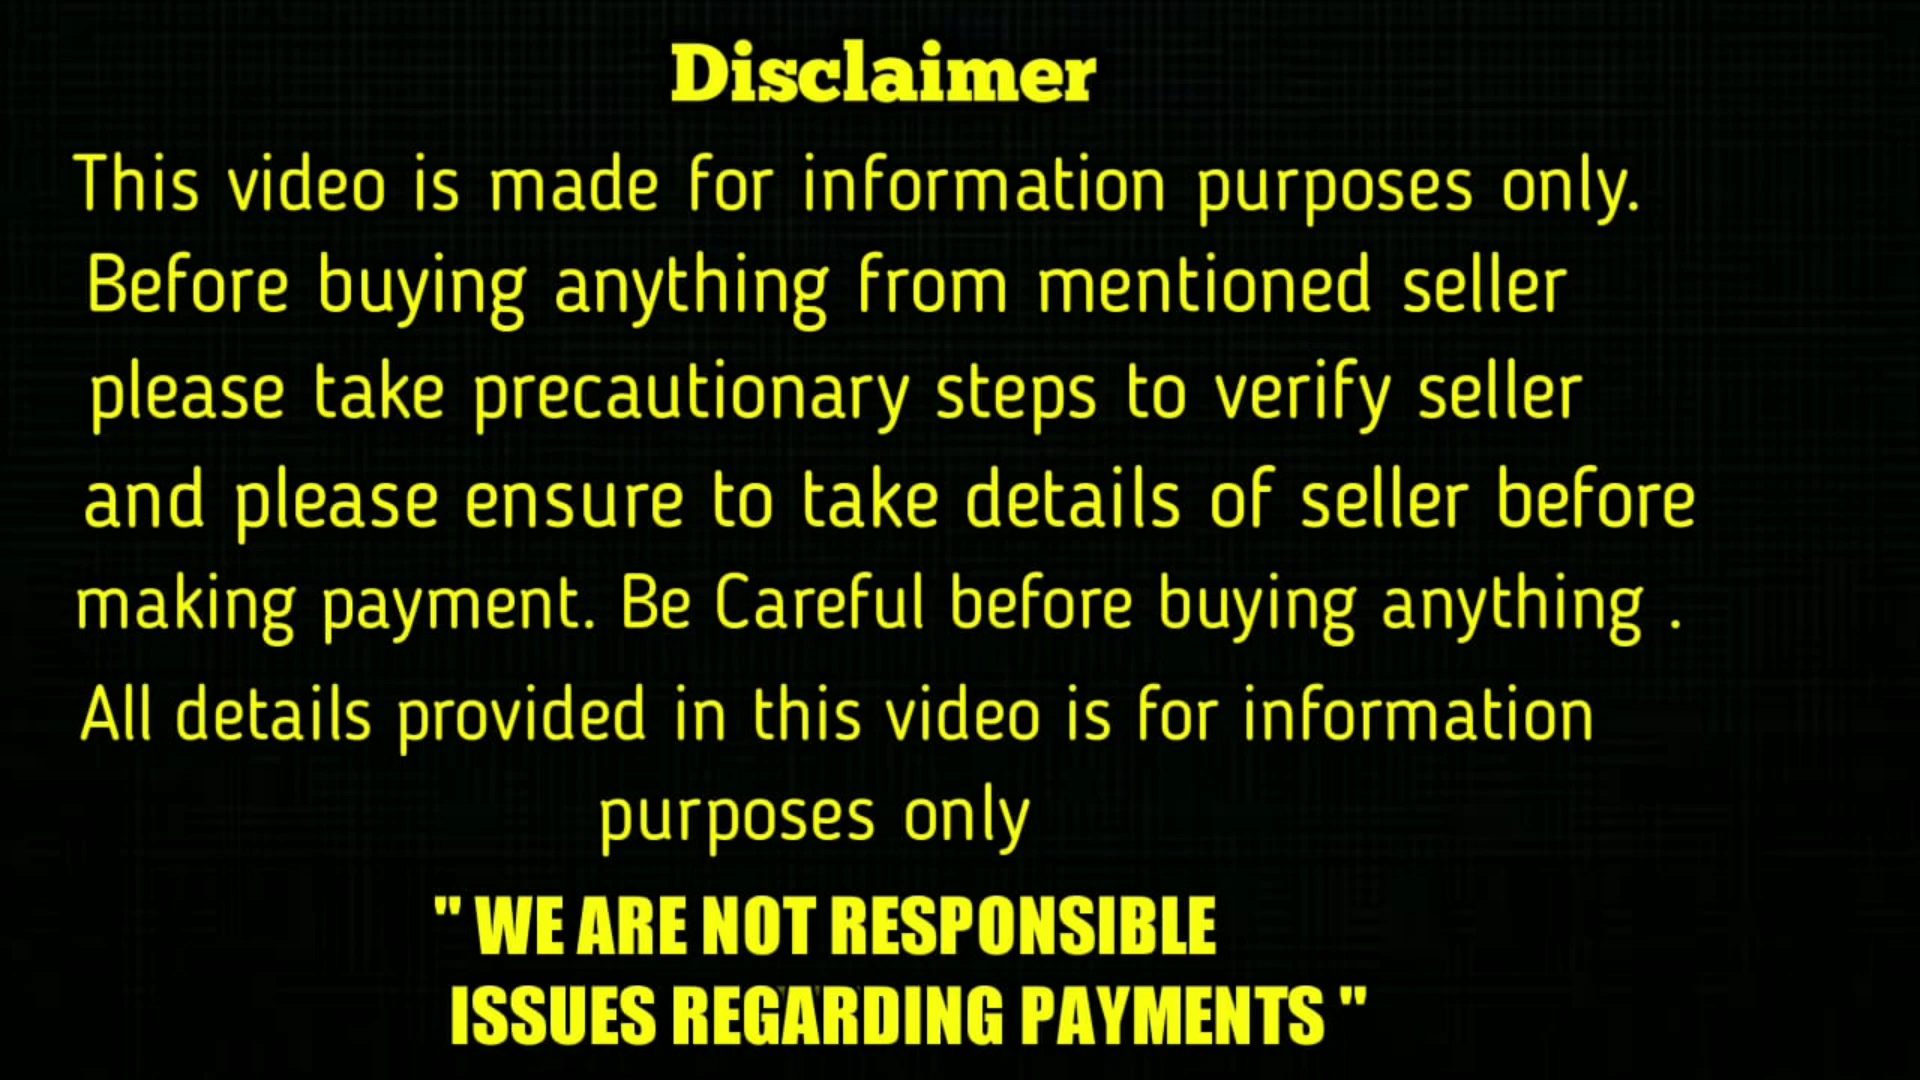 Disclaimer
This video is made for information purposes only.
Before buying anything from mentioned seller
please take precautionary steps to verify seller
and please ensure to take details of seller before
making payment. Be Careful before buying anything .
All details provided in this video is for information
purposes only
" WE ARE NOT RESPONSIBLE
ISSUES REGARDING PAYMENTS "